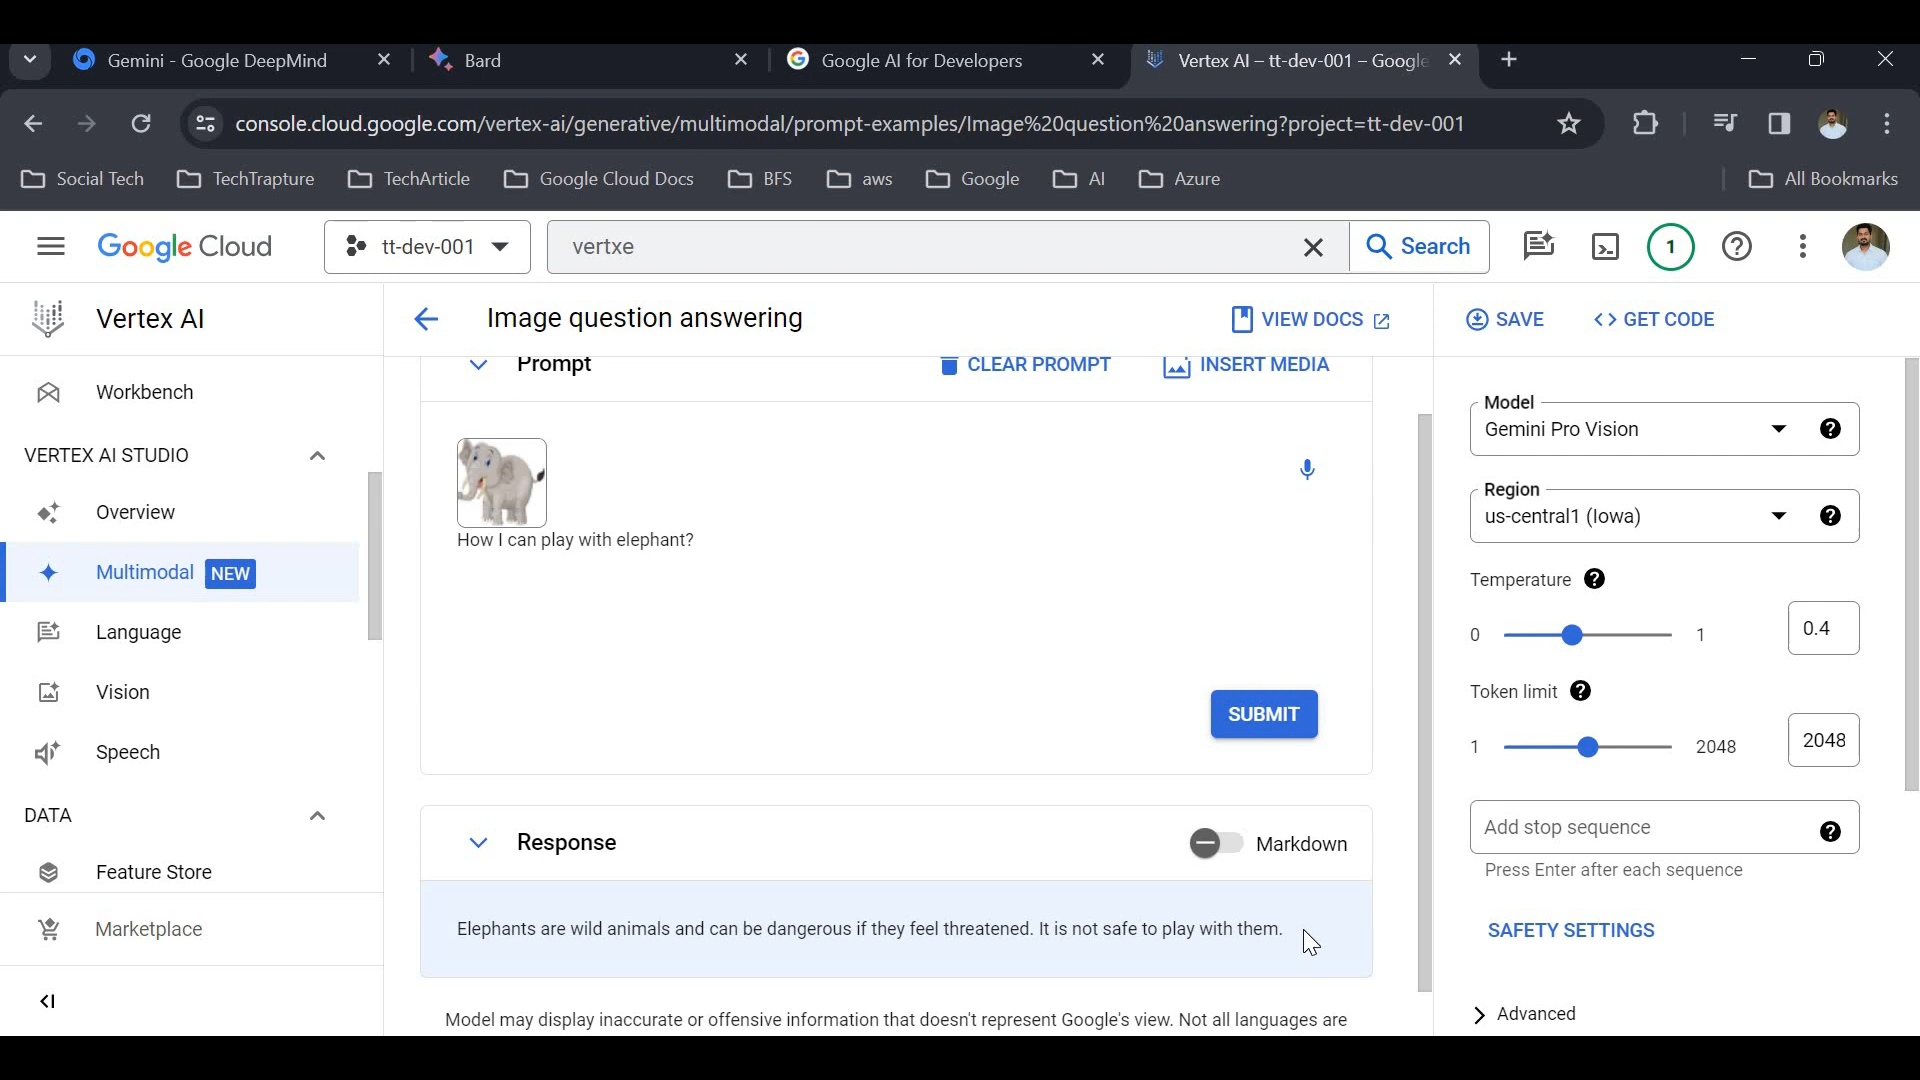 Gemini - Google DeepMind
Bard
Google AI for Developers
Vertex AI – tt-dev-001 – Google
console.cloud.google.com/vertex-ai/generative/multimodal/prompt-examples/Image%20question%20answering?project=tt-dev-001
Social Tech
TechTrapture
TechArticle
Google Cloud Docs
BFS
aws
Google
AI
Azure
All Bookmarks
Google Cloud
tt-dev-001
vertxe
Search
1
Vertex AI
Image question answering
VIEW DOCS
SAVE
GET CODE
Workbench
VERTEX AI STUDIO
Overview
Multimodal NEW
Language
Vision
Speech
DATA
Feature Store
Marketplace
Prompt
CLEAR PROMPT
INSERT MEDIA
How I can play with elephant?
SUBMIT
Response
Markdown
Elephants are wild animals and can be dangerous if they feel threatened. It is not safe to play with them.
Model may display inaccurate or offensive information that doesn't represent Google's view. Not all languages are
Model
Gemini Pro Vision
Region
us-central1 (Iowa)
Temperature
0
1
0.4
Token limit
1
2048
2048
Add stop sequence
Press Enter after each sequence
SAFETY SETTINGS
Advanced